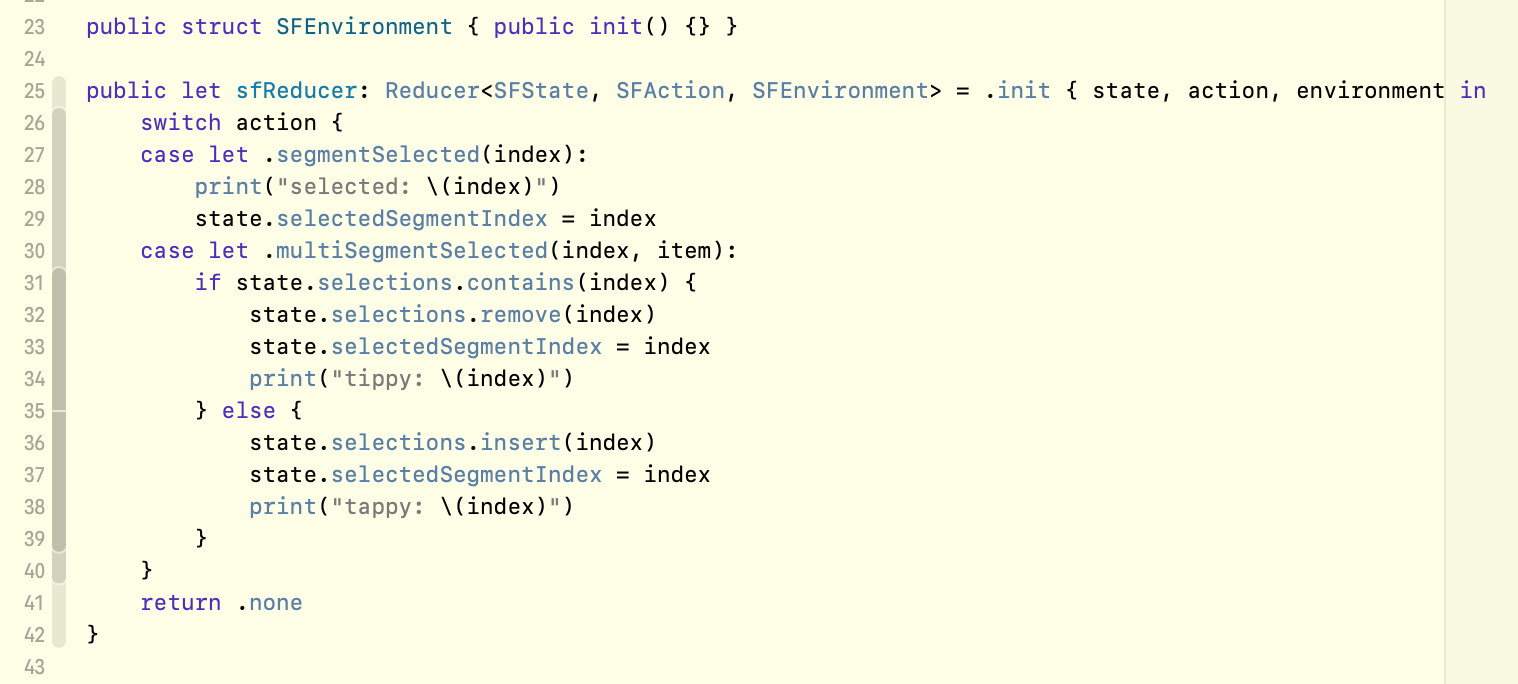 23 public struct SFEnvironment { public init() {} }
24
25 public let sfReducer: Reducer<SFState, SFAction, SFEnvironment> = .init { state, action, environment in
26     switch action {
27     case let .segmentSelected(index):
28         print("selected: \(index)")
29         state.selectedSegmentIndex = index
30     case let .multiSegmentSelected(index, item):
31         if state.selections.contains(index) {
32             state.selections.remove(index)
33             state.selectedSegmentIndex = index
34             print("tippy: \(index)")
35         } else {
36             state.selections.insert(index)
37             state.selectedSegmentIndex = index
38             print("tappy: \(index)")
39         }
40     }
41     return .none
42 }
43